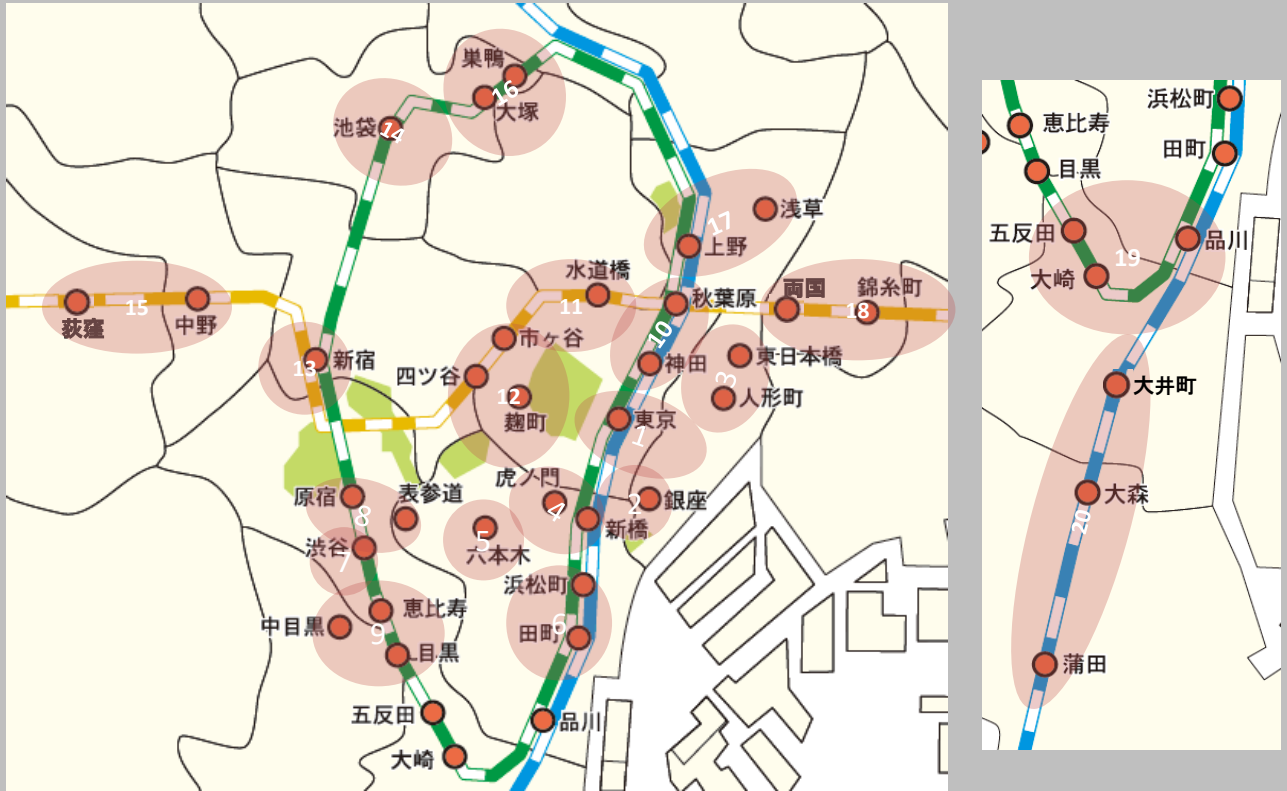 巣鴨
16
大塚
池袋
14
浅草
17
上野
水道橋
11
秋葉原
両国
錦糸町
18
荻窪
15
中野
市ヶ谷
10
新宿
13
四ツ谷
神田
東日本橋
3
人形町
12
麹町
東京
1
原宿
8
表参道
虎ノ門
4
2
銀座
新橋
5
六本木
渋谷
7
浜松町
6
田町
恵比寿
中目黒
9
目黒
五反田
品川
大崎
浜松町
恵比寿
田町
目黒
五反田
品川
19
大崎
大井町
大森
20
蒲田